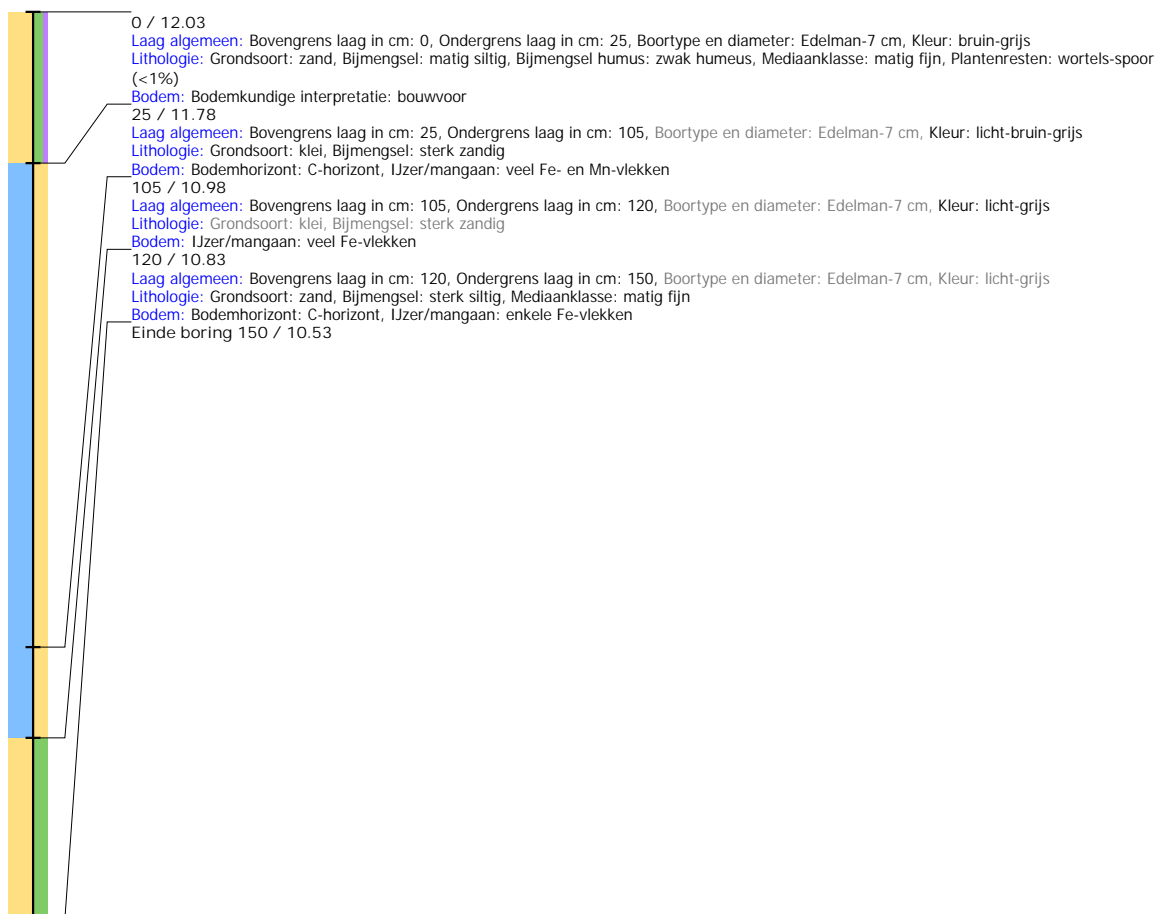 0 / 12.03
Laag algemeen: Bovengrens laag in cm: 0, Ondergrens laag in cm: 25, Boortype en diameter: Edelman-7 cm, Kleur: bruin-grijs
Lithologie: Grondsoort: zand, Bijmengsel: matig siltig, Bijmengsel humus: zwak humeus, Mediaanklasse: matig fijn, Plantenresten: wortels-spoor
(<1%)
Bodem: Bodemkundige interpretatie: bouwvoor
25 / 11.78
Laag algemeen: Bovengrens laag in cm: 25, Ondergrens laag in cm: 105, Boortype en diameter: Edelman-7 cm, Kleur: licht-bruin-grijs
Lithologie: Grondsoort: klei, Bijmengsel: sterk zandig
Bodem: Bodemhorizont: C-horizont, IJzer/mangaan: veel Fe- en Mn-vlekken
105 / 10.98
Laag algemeen: Bovengrens laag in cm: 105, Ondergrens laag in cm: 120, Boortype en diameter: Edelman-7 cm, Kleur: licht-grijs
Lithologie: Grondsoort: klei, Bijmengsel: sterk zandig
Bodem: IJzer/mangaan: veel Fe-vlekken
120 / 10.83
Laag algemeen: Bovengrens laag in cm: 120, Ondergrens laag in cm: 150, Boortype en diameter: Edelman-7 cm, Kleur: licht-grijs
Lithologie: Grondsoort: zand, Bijmengsel: sterk siltig, Mediaanklasse: matig fijn
Bodem: Bodemhorizont: C-horizont, IJzer/mangaan: enkele Fe-vlekken
Einde boring 150 / 10.53